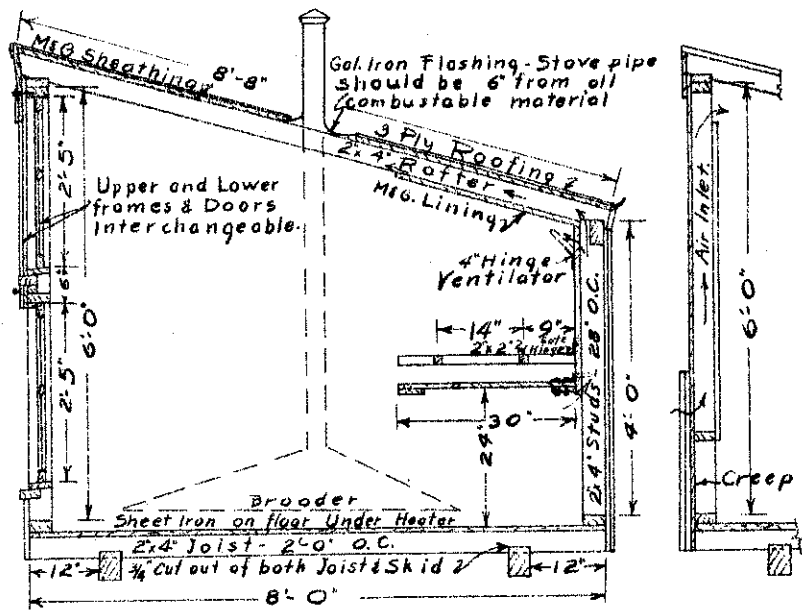 M&G Sheathing
8'-8"
Gal. Iron Flashing - Stove pipe
should be 6" from all
combustable material
3 Ply Roofing
2"x 4" Rafter
M&G. Lining
Upper and Lower
frames & Doors
Interchangeable.
2'-5"
6"
2'-5"
6'-0"
4" Hinge
Ventilator
14"
9"
2"x 2"
Hinged
30"
24"
2"x 4" Studs - 28" O.C.
4'-0"
Brooder
Sheet Iron on floor Under Heater
2"x4" Joist - 2'-0" O.C.
12"
3/4" Cut out of both Joist & Skid
12"
8'-0"
Air Inlet
6'-0"
Creep